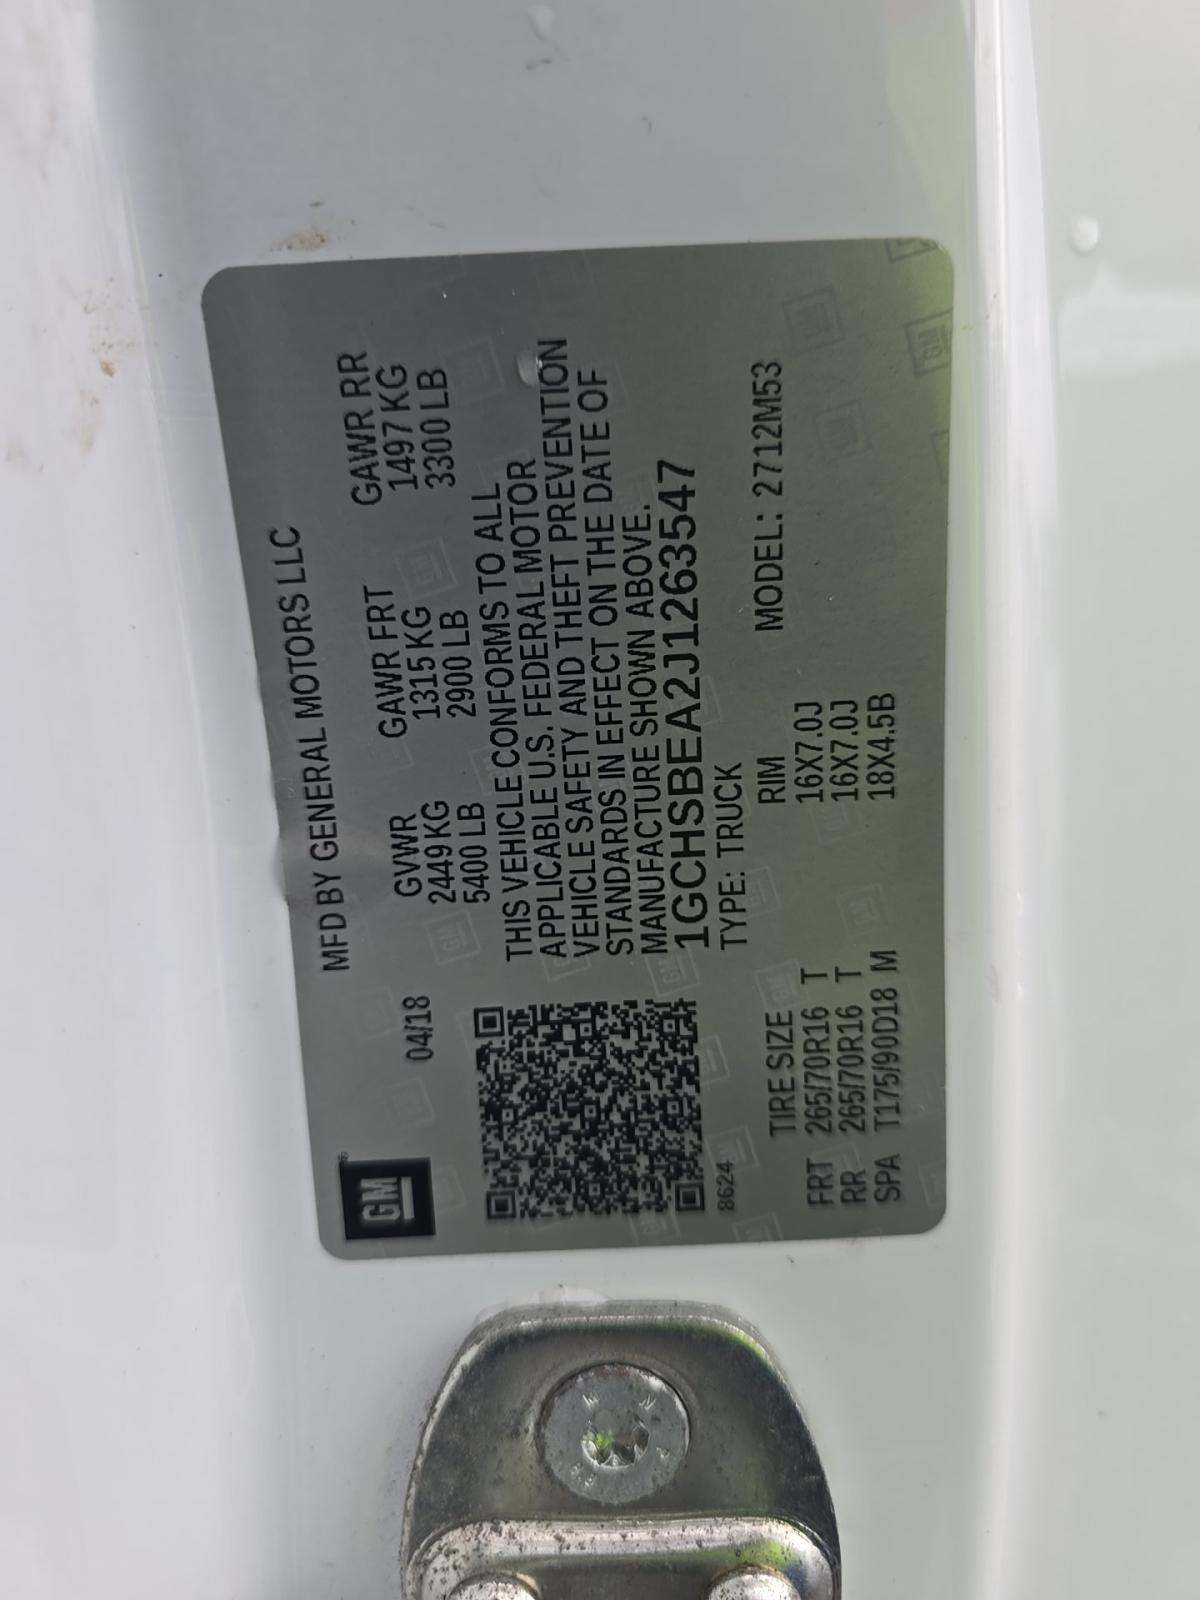 GM
MFD BY GENERAL MOTORS LLC
04/18
GVWR GAWR FRT GAWR RR
2449 KG 1315 KG 1497 KG
5400 LB 2900 LB 3300 LB
THIS VEHICLE CONFORMS TO ALL
APPLICABLE U.S. FEDERAL MOTOR
VEHICLE SAFETY AND THEFT PREVENTION
STANDARDS IN EFFECT ON THE DATE OF
MANUFACTURE SHOWN ABOVE.
1GCHSBEA2J1263547
8624 TYPE: TRUCK MODEL: 2712M53
TIRE SIZE RIM
FRT 265/70R16 T 16X7.0J
RR 265/70R16 T 16X7.0J
SPA T175/90D18 M 18X4.5B